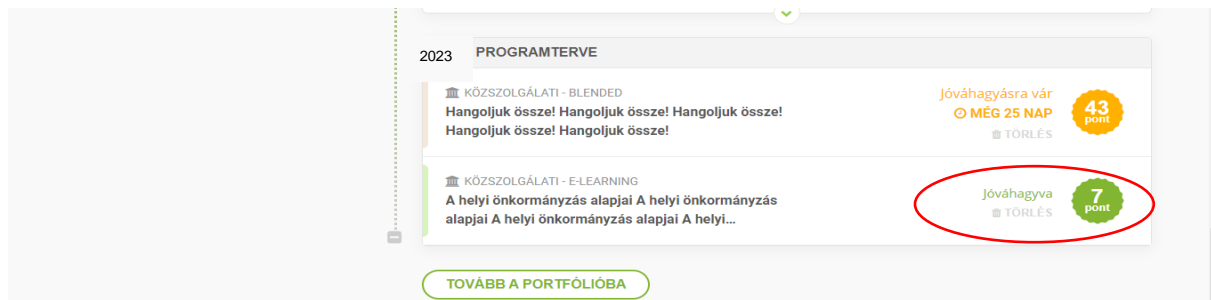 2023 PROGRAMTERVE
KÖZSZOLGÁLATI - BLENDED
Hangoljuk össze! Hangoljuk össze! Hangoljuk össze!
Hangoljuk össze! Hangoljuk össze!
Jóváhagyásra vár
MÉG 25 NAP
TÖRLÉS
43
pont
KÖZSZOLGÁLATI - E-LEARNING
A helyi önkormányzás alapjai A helyi önkormányzás
alapjai A helyi önkormányzás alapjai A helyi...
Jóváhagyva
TÖRLÉS
7
pont
TOVÁBB A PORTFÓLIÓBA